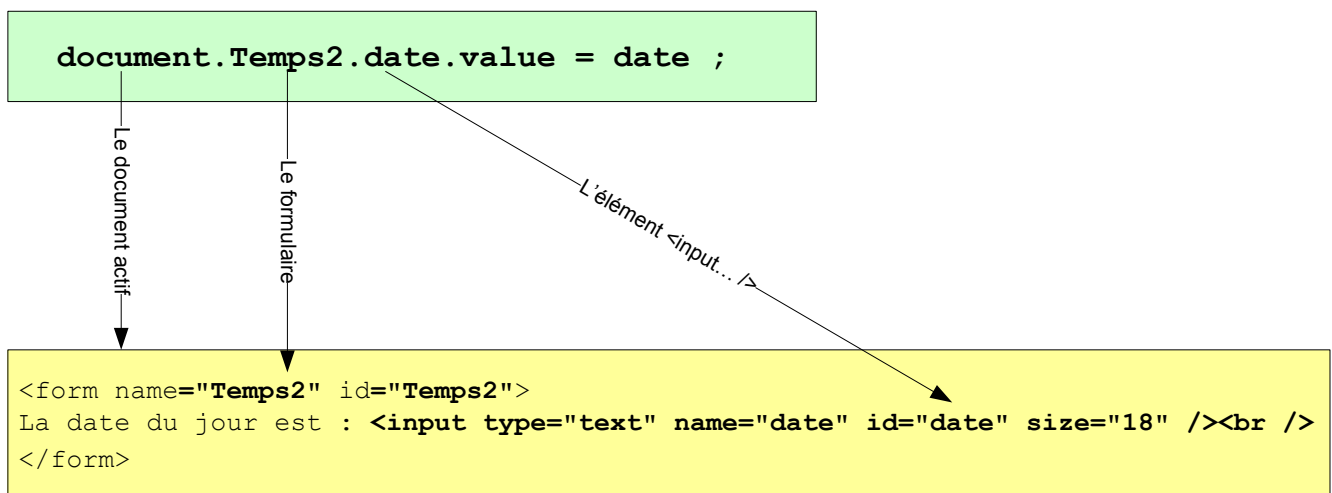 document.Temps2.date.value = date ;
Le document actif
Le formulaire
L'élément <input… />
<form name="Temps2" id="Temps2">
La date du jour est : <input type="text" name="date" id="date" size="18" /><br />
</form>